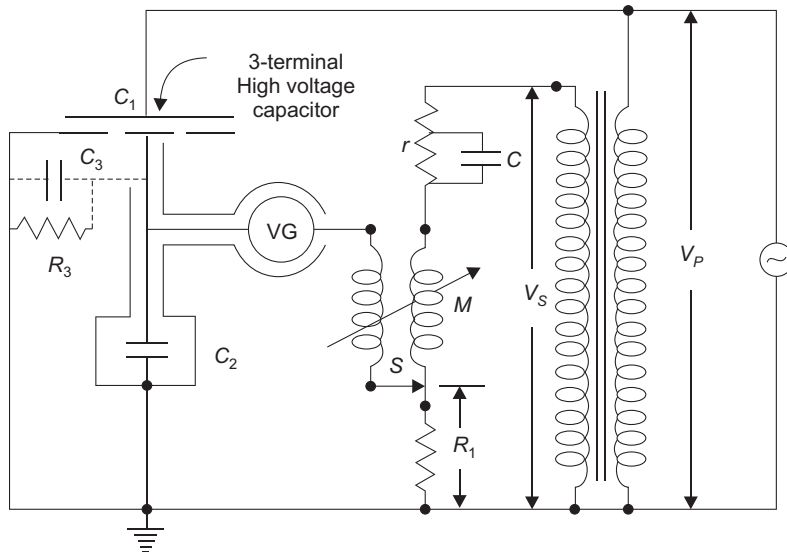 3-terminal
High voltage
capacitor
C1
r
C
C3
VG
R3
VS
VP
M
C2
S
R1